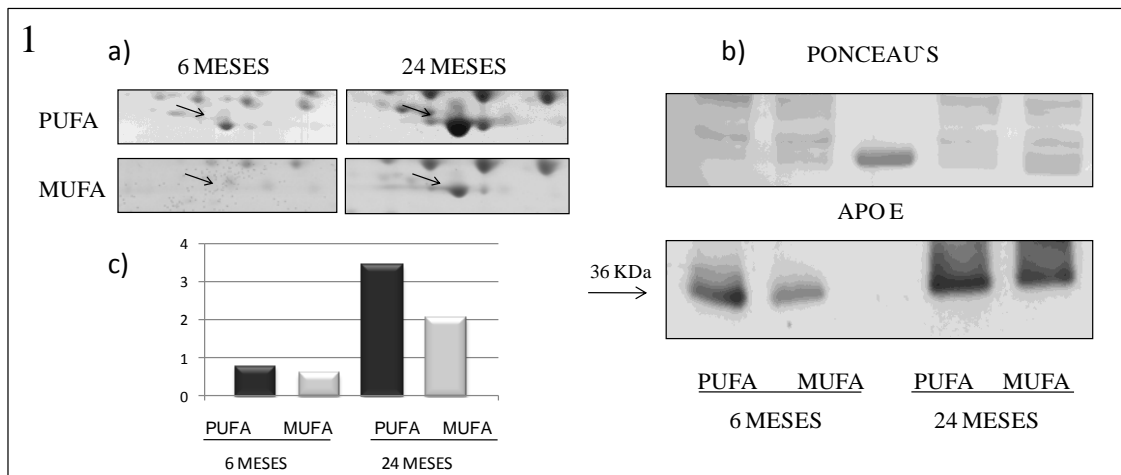 1
a)
6 MESES 24 MESES
PUFA
MUFA
c)
4
3
2
1
0
PUFA MUFA PUFA MUFA
6 MESES 24 MESES
b)
PONCEAU`S
APO E
36 KDa
PUFA MUFA PUFA MUFA
6 MESES 24 MESES